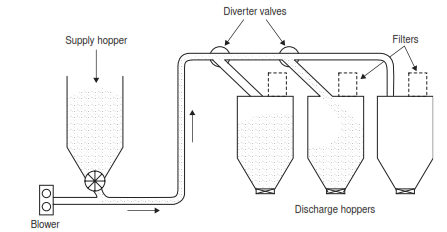 Diverter valves
Supply hopper
Filters
Discharge hoppers
Blower